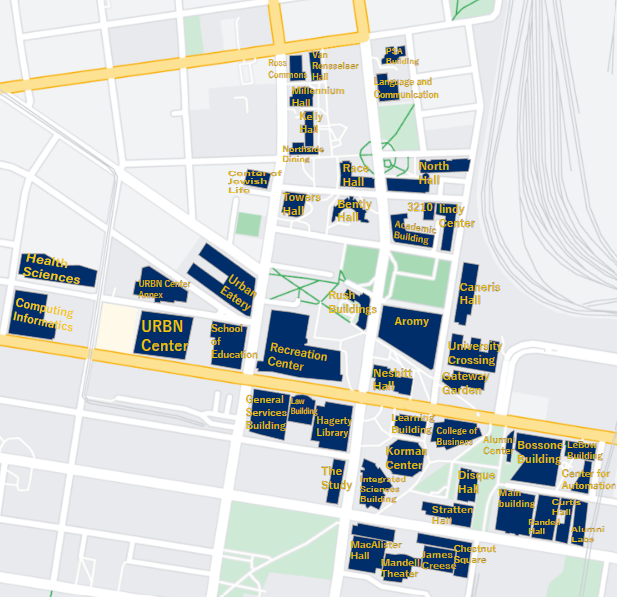 PSA
Building
Ross
Commons
Van
Rensselaer
Hall
Language and
Communication
Millennium
Hall
Kelly
Hall
Northside
Dining
Center of
Jewish
Life
Race
Hall
North
Hall
Towers
Hall
Bently
Hall
3210
lindy
Center
Academic
Building
Health
Sciences
URBN Center
Annex
Urban
Eatery
Caneris
Hall
Rush
Buildings
Computing
Informatics
URBN
Center
School
of
Education
Aromy
Recreation
Center
University
Crossing
Nesbitt
Hall
Gateway
Garden
General
Services
Building
Law
Building
Hagerty
Library
Learning
Building
College of
Business
Alumni
Center
Bossone
Building
LeBow
Building
Korman
Center
The
Study
Integrated
Sciences
Building
Disque
Hall
Center for
Automation
Main
building
Curtis
Hall
Randell
Hall
Alumni
Labs
Stratten
Hall
MacAlister
Hall
Mandell
Theater
James
Creese
Chestnut
Square